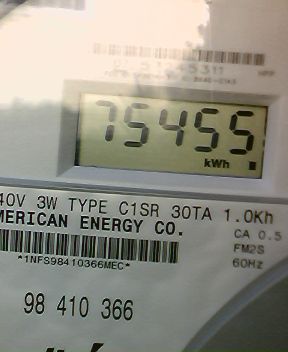 75455
kWh
40V 3W TYPE C1SR 30TA 1.0Kh
MERICAN ENERGY CO.
CA 0.5
FM2S
60Hz
*1NFS98410366MEC*
98 410 366